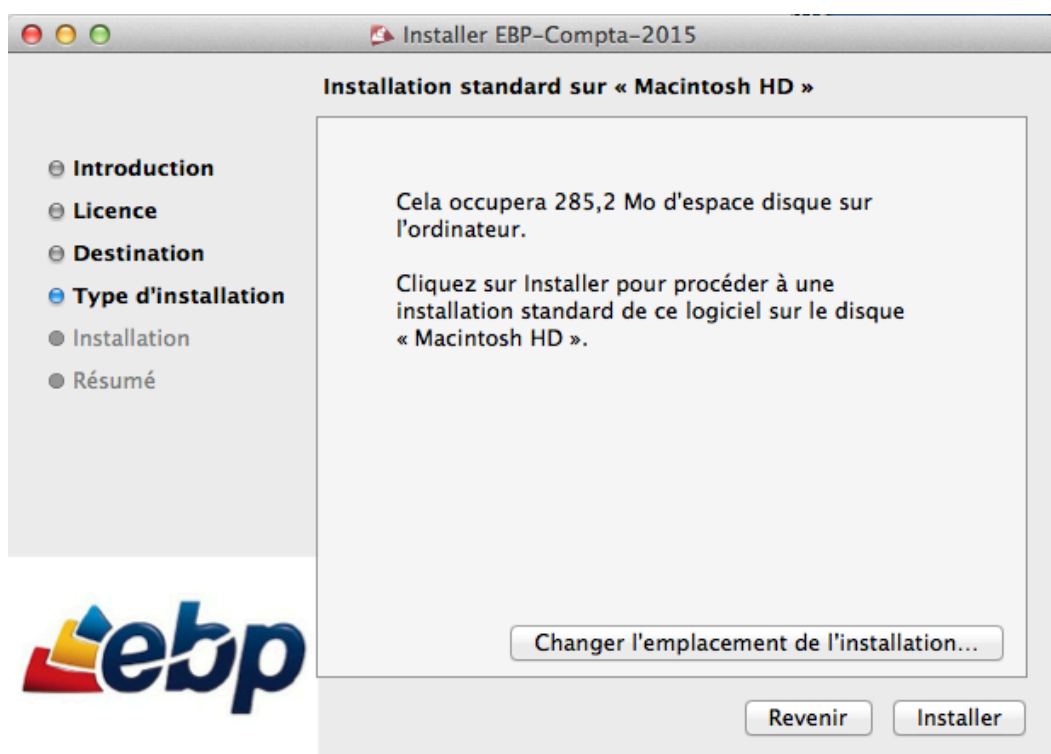 Installer EBP-Compta-2015
Installation standard sur « Macintosh HD »
Introduction
Licence
Destination
Type d'installation
Installation
Résumé
Cela occupera 285,2 Mo d'espace disque sur
l'ordinateur.
Cliquez sur Installer pour procéder à une
installation standard de ce logiciel sur le disque
« Macintosh HD ».
ebp
Changer l'emplacement de l'installation...
Revenir
Installer